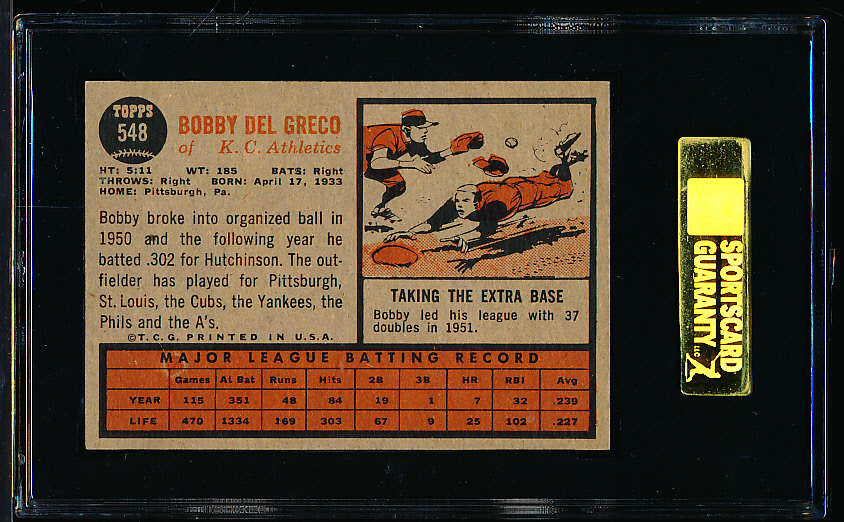 TOPPS
548
BOBBY DEL GRECO
of K. C. Athletics
HT: 5:11 WT: 185 BATS: Right
THROWS: Right BORN: April 17, 1933
HOME: Pittsburgh, Pa.
Bobby broke into organized ball in
1950 and the following year he
batted .302 for Hutchinson. The out-
fielder has played for Pittsburgh,
St. Louis, the Cubs, the Yankees, the
Phils and the A's.
©T.C.G. PRINTED IN U.S.A.
TAKING THE EXTRA BASE
Bobby led his league with 37
doubles in 1951.
MAJOR LEAGUE BATTING RECORD
Games At Bat Runs Hits 2B 3B HR RBI Avg
YEAR 115 351 48 84 19 1 7 32 .239
LIFE 470 1334 169 303 67 9 25 102 .227
SPORTSCARD
GUARANTY LLC